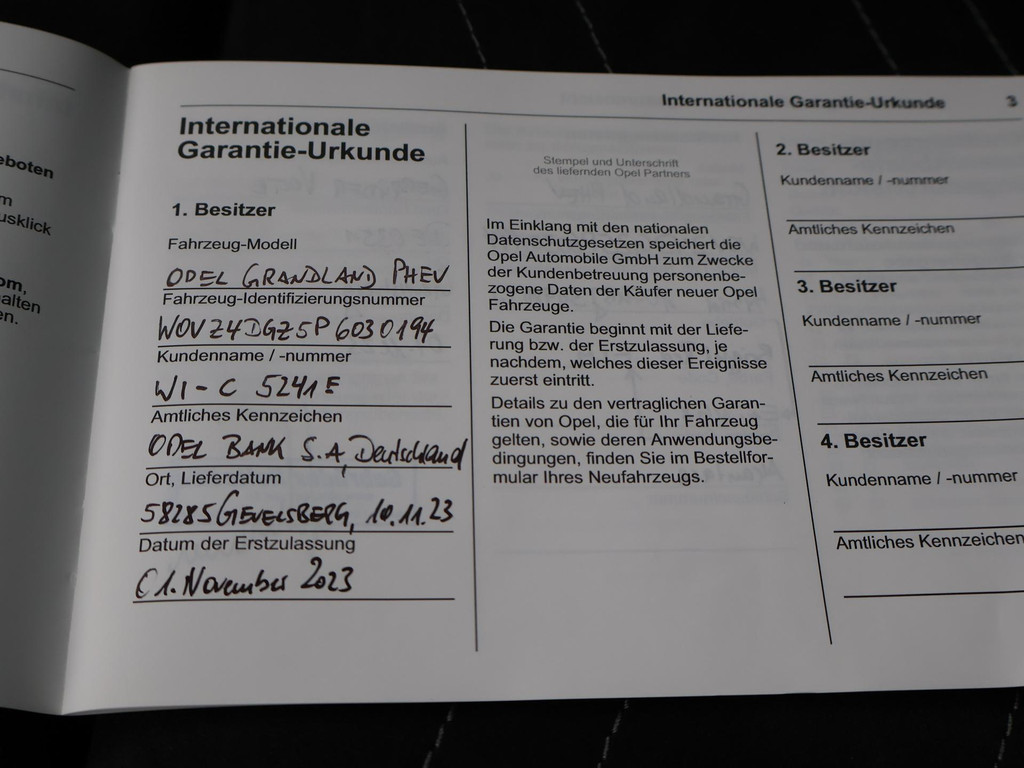 eboten
m
usklick
om,
alten
en.
Internationale Garantie-Urkunde 3
Internationale
Garantie-Urkunde
1. Besitzer
Fahrzeug-Modell
OPEL GRANDLAND PHEV
Fahrzeug-Identifizierungsnummer
WOVZ4DGZ5P6030194
Kundenname / -nummer
WI-C 5241E
Amtliches Kennzeichen
OPEL BANK S.A, Deutschland
Ort, Lieferdatum
58285 GEVELSBERG, 10.11.23
Datum der Erstzulassung
01. November 2023
Stempel und Unterschrift
des liefernden Opel Partners
Im Einklang mit den nationalen
Datenschutzgesetzen speichert die
Opel Automobile GmbH zum Zwecke
der Kundenbetreuung personenbe-
zogene Daten der Käufer neuer Opel
Fahrzeuge.
Die Garantie beginnt mit der Liefe-
rung bzw. der Erstzulassung, je
nachdem, welches dieser Ereignisse
zuerst eintritt.
Details zu den vertraglichen Garan-
tien von Opel, die für Ihr Fahrzeug
gelten, sowie deren Anwendungsbe-
dingungen, finden Sie im Bestellfor-
mular Ihres Neufahrzeugs.
2. Besitzer
Kundenname / -nummer
Amtliches Kennzeichen
3. Besitzer
Kundenname / -nummer
Amtliches Kennzeichen
4. Besitzer
Kundenname / -nummer
Amtliches Kennzeichen